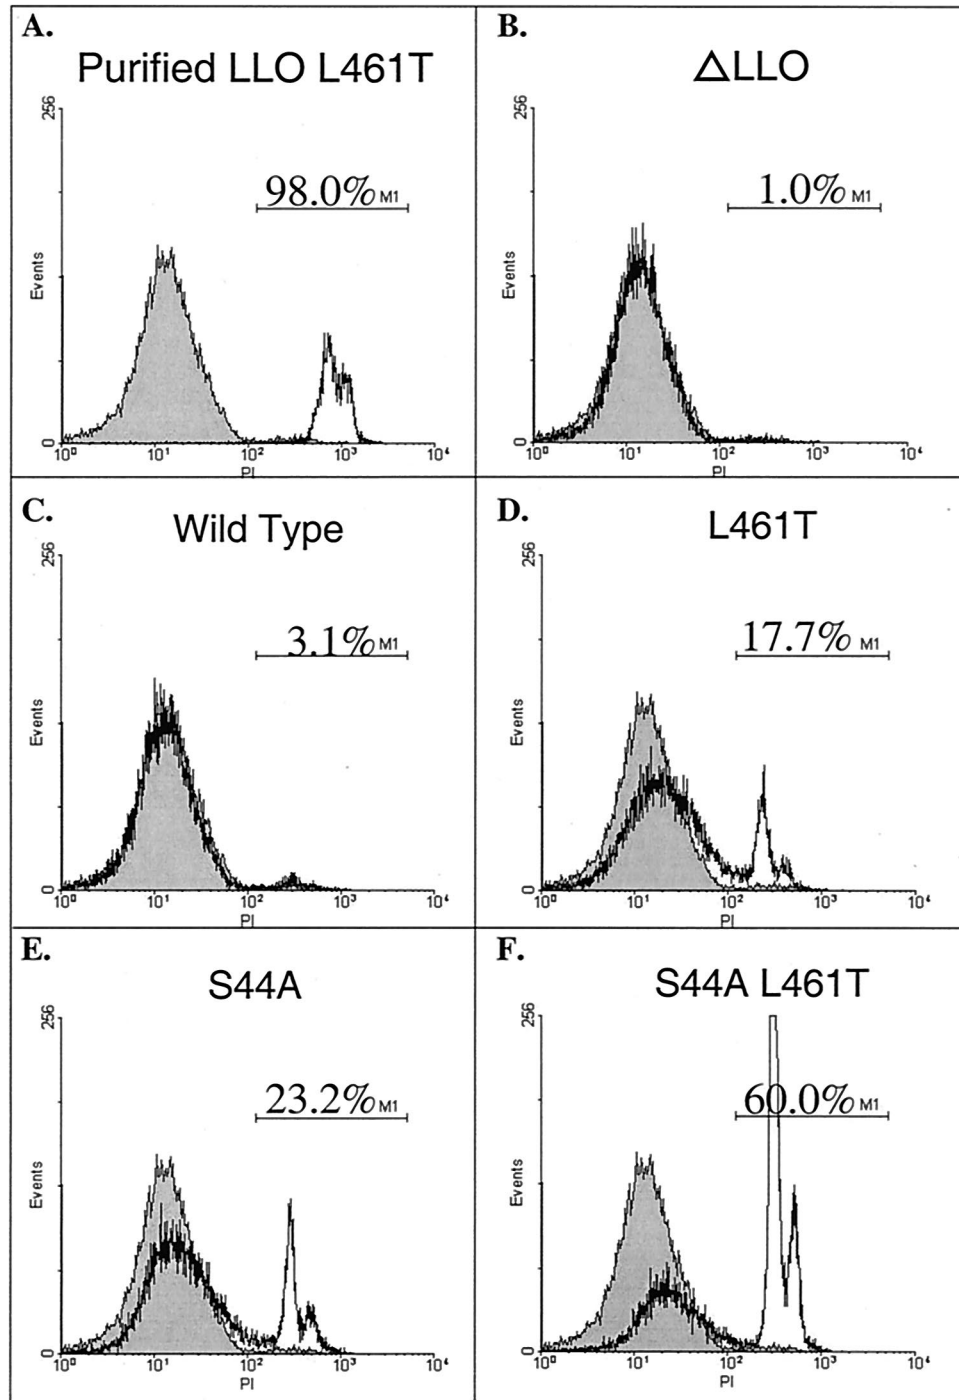 A.
Purified LLO L461T
256
98.0% M1
Events
0
10⁰ 10¹ 10² 10³ 10⁴
PI
B.
△LLO
256
1.0% M1
Events
0
10⁰ 10¹ 10² 10³ 10⁴
PI
C.
Wild Type
256
3.1% M1
Events
0
10⁰ 10¹ 10² 10³ 10⁴
PI
D.
L461T
256
17.7% M1
Events
0
10⁰ 10¹ 10² 10³ 10⁴
PI
E.
S44A
256
23.2% M1
Events
0
10⁰ 10¹ 10² 10³ 10⁴
PI
F.
S44A L461T
256
60.0% M1
Events
0
10⁰ 10¹ 10² 10³ 10⁴
PI